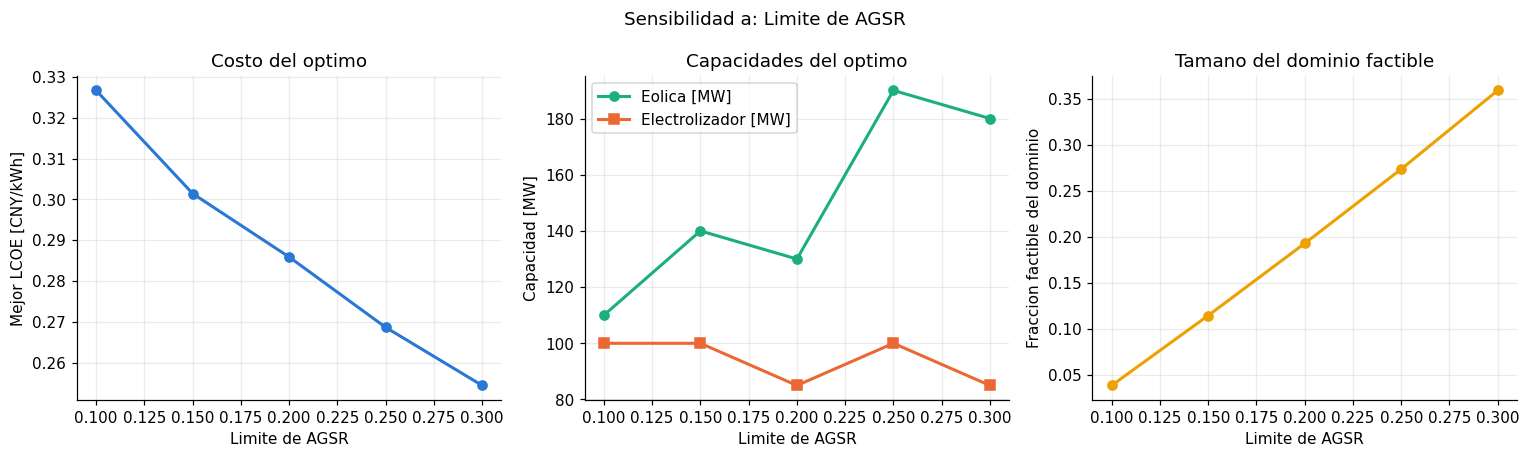 Sensibilidad a: Limite de AGSR
Costo del optimo
Mejor LCOE [CNY/kWh]
0.33
0.32
0.31
0.30
0.29
0.28
0.27
0.26
0.100 0.125 0.150 0.175 0.200 0.225 0.250 0.275 0.300
Limite de AGSR
Capacidades del optimo
Eolica [MW]
Electrolizador [MW]
Capacidad [MW]
180
160
140
120
100
80
0.100 0.125 0.150 0.175 0.200 0.225 0.250 0.275 0.300
Limite de AGSR
Tamano del dominio factible
Fraccion factible del dominio
0.35
0.30
0.25
0.20
0.15
0.10
0.05
0.100 0.125 0.150 0.175 0.200 0.225 0.250 0.275 0.300
Limite de AGSR